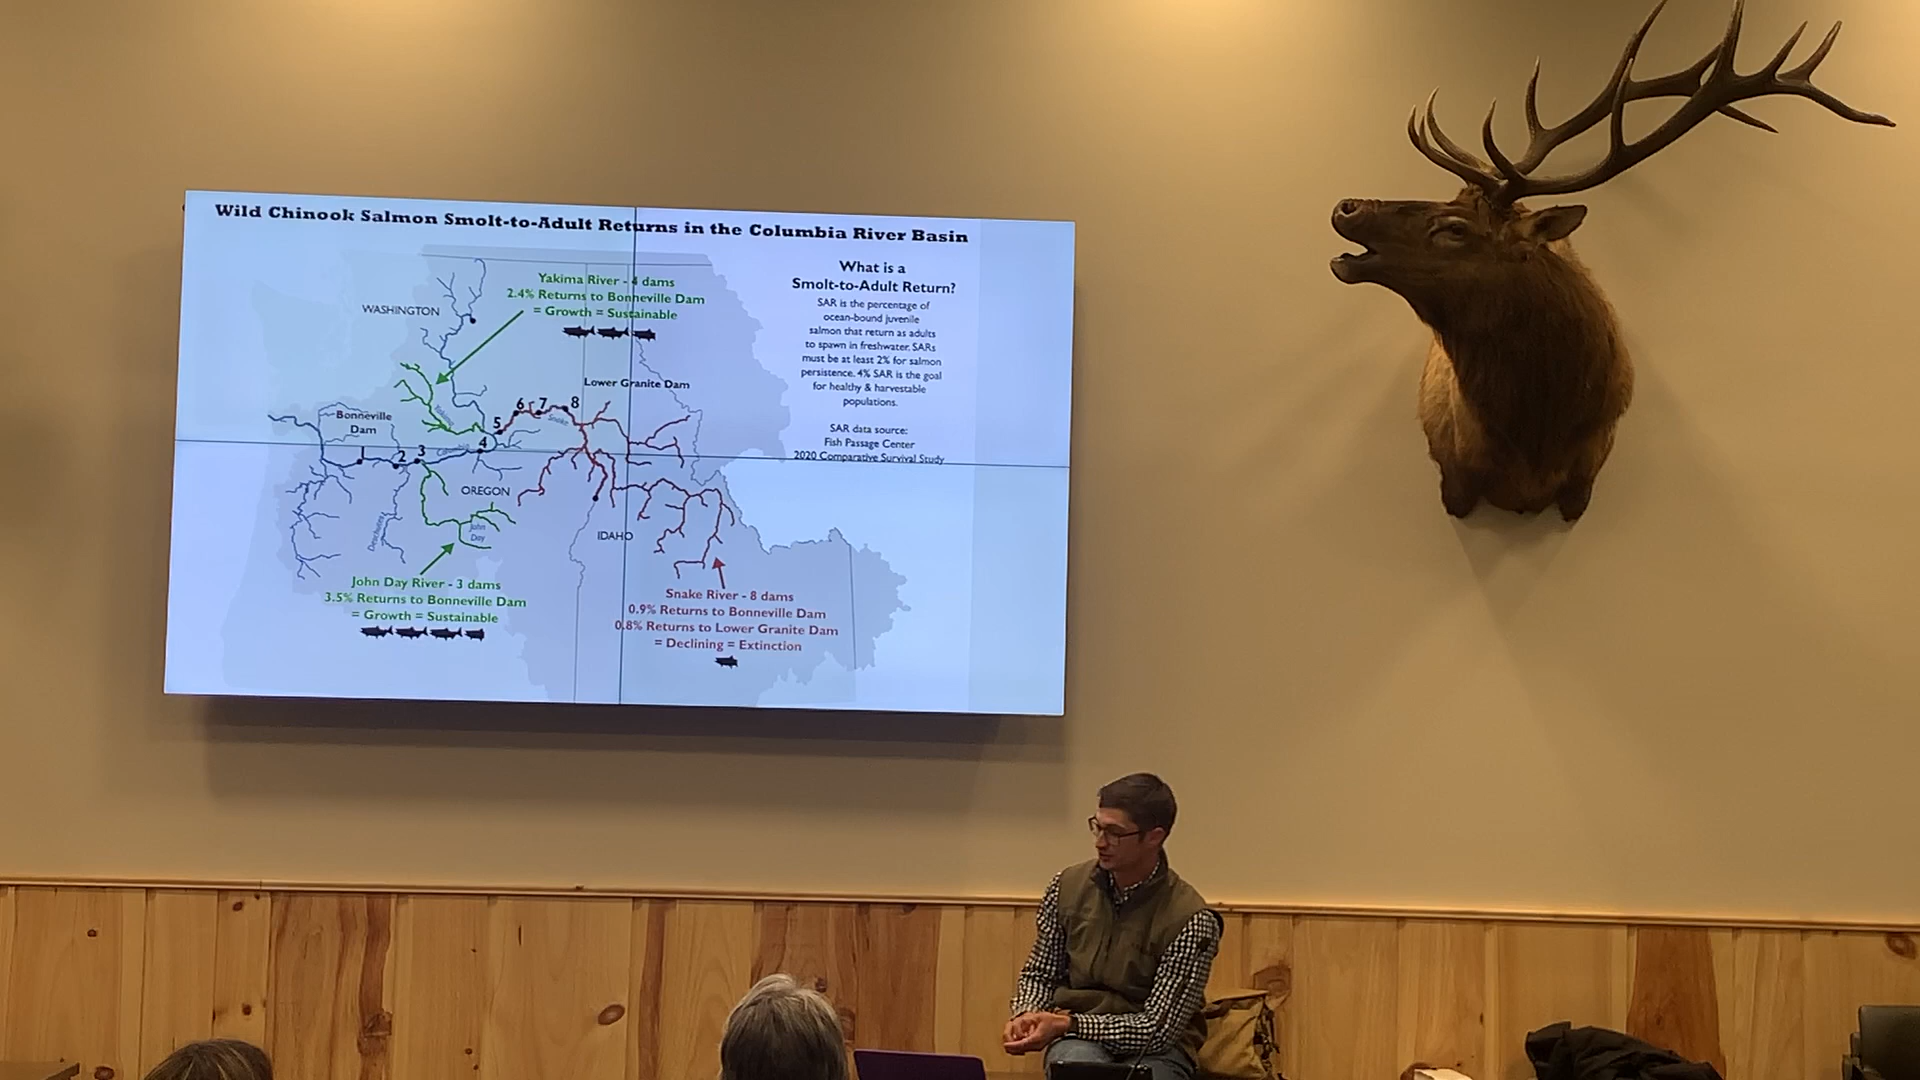 Wild Chinook Salmon Smolt-to-Adult Returns in the Columbia River Basin
What is a
Smolt-to-Adult Return?
SAR is the percentage of
ocean-bound juvenile
salmon that return as adults
to spawn in freshwater. SARs
must be at least 2% for salmon
persistence. 4% SAR is the goal
for healthy & harvestable
populations.
SAR data source:
Fish Passage Center
2020 Comparative Survival Study
Yakima River - 4 dams
2.4% Returns to Bonneville Dam
= Growth = Sustainable
WASHINGTON
Lower Granite Dam
Bonneville
Dam
1
2
3
4
5
6
7
8
Yakima
Columbia
Snake
OREGON
Deschutes
John
Day
IDAHO
John Day River - 3 dams
3.5% Returns to Bonneville Dam
= Growth = Sustainable
Snake River - 8 dams
0.9% Returns to Bonneville Dam
0.8% Returns to Lower Granite Dam
= Declining = Extinction